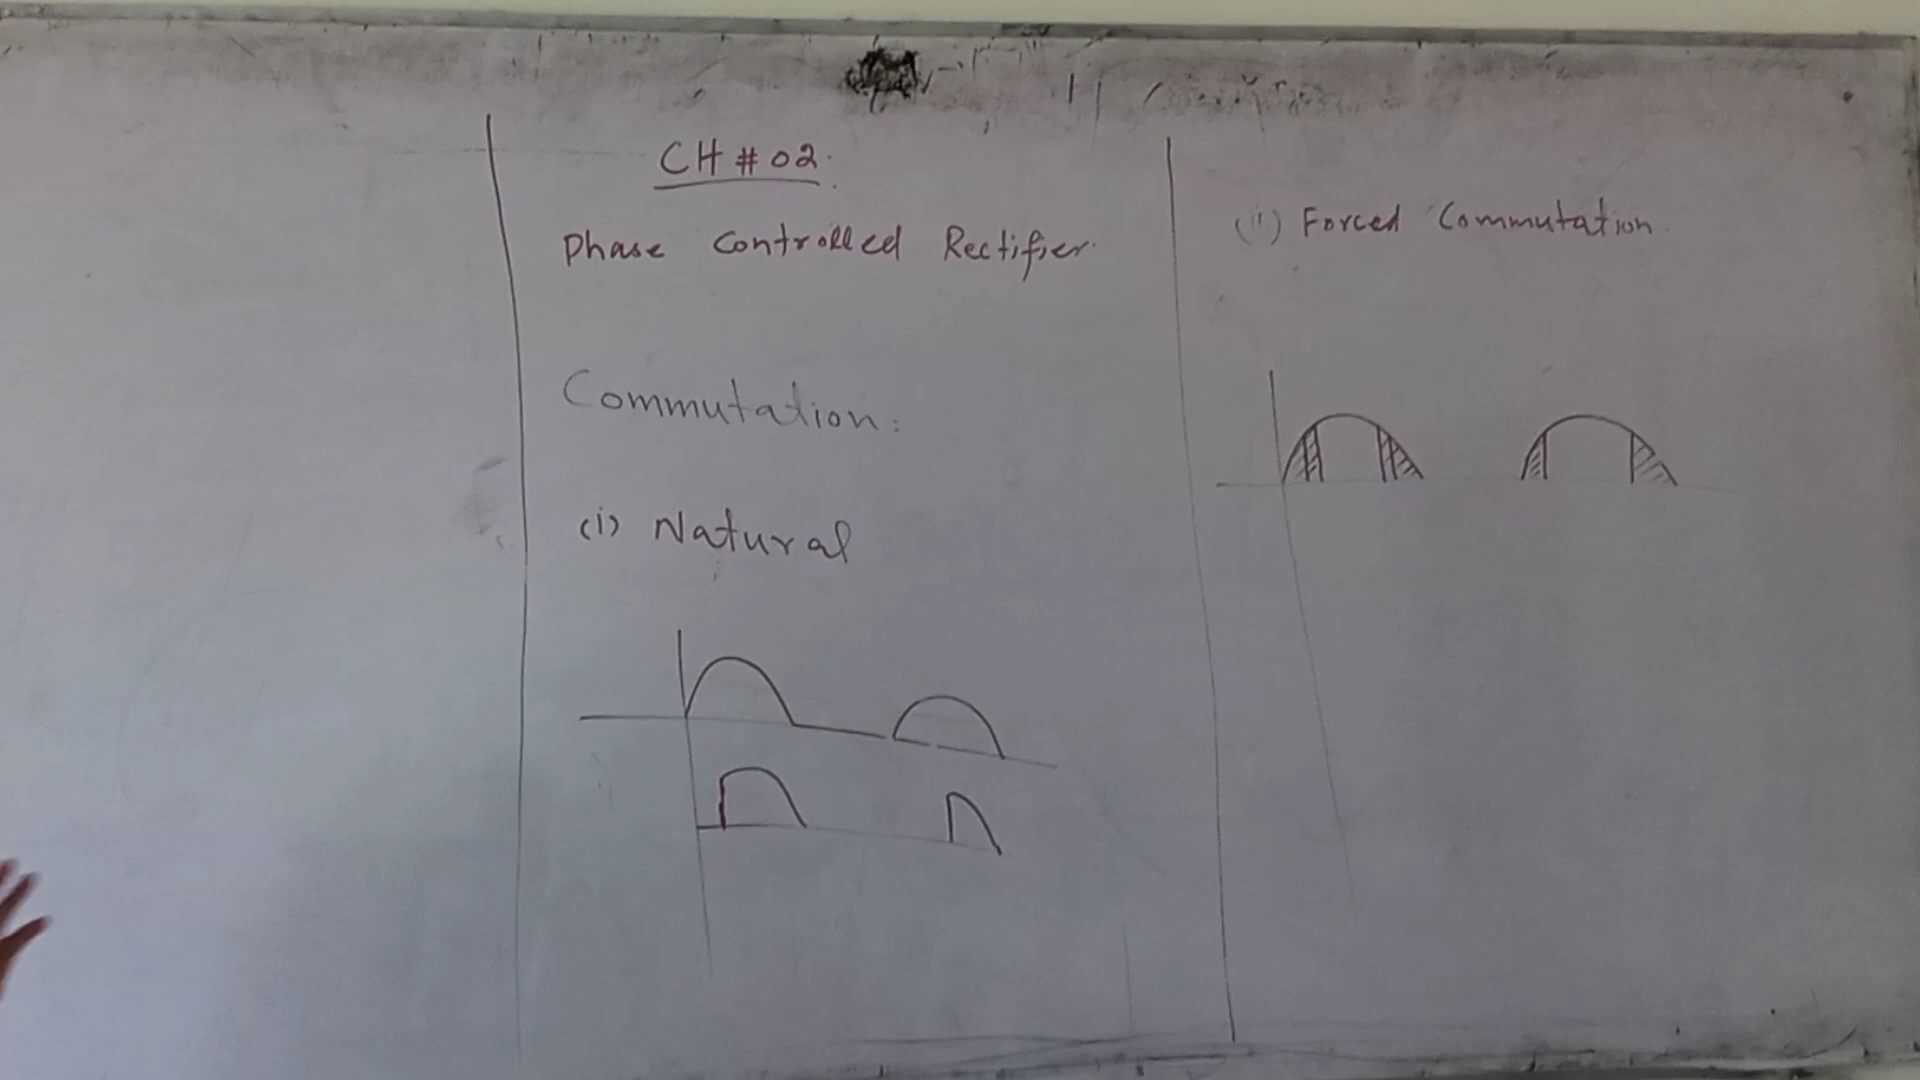 CH # 02.
Phase Controlled Rectifier.
Commutation:
(i) Natural
(ii) Forced Commutation.